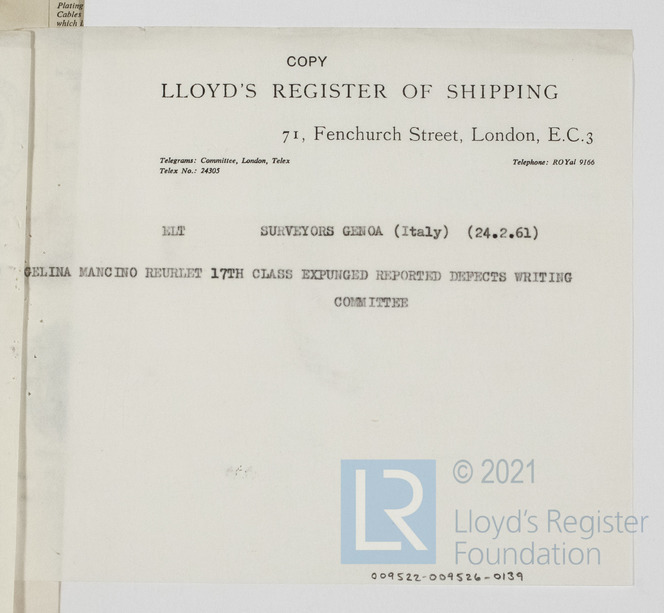 Plating
Cables
which
COPY
LLOYD'S REGISTER OF SHIPPING
71, Fenchurch Street, London, E.C.3
Telegrams: Committee, London, Telex
Telephone: ROYal 9166
Telex No.: 24305
ELT SURVEYORS GENOA (Italy) (24.2.61)
GELINA MANCINO REURLET 17TH CLASS EXPUNGED REPORTED DEFECTS WRITING
COMMITTEE
LR
© 2021
Lloyd's Register
Foundation
009522-009526-0139